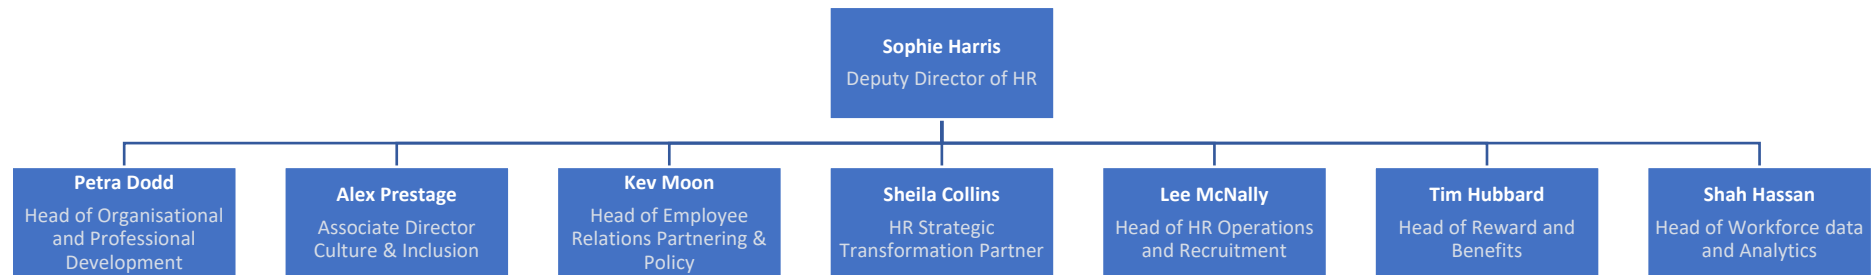 Sophie Harris
Deputy Director of HR
Petra Dodd
Head of Organisational
and Professional
Development
Alex Prestage
Associate Director
Culture & Inclusion
Kev Moon
Head of Employee
Relations Partnering &
Policy
Sheila Collins
HR Strategic
Transformation Partner
Lee McNally
Head of HR Operations
and Recruitment
Tim Hubbard
Head of Reward and
Benefits
Shah Hassan
Head of Workforce data
and Analytics